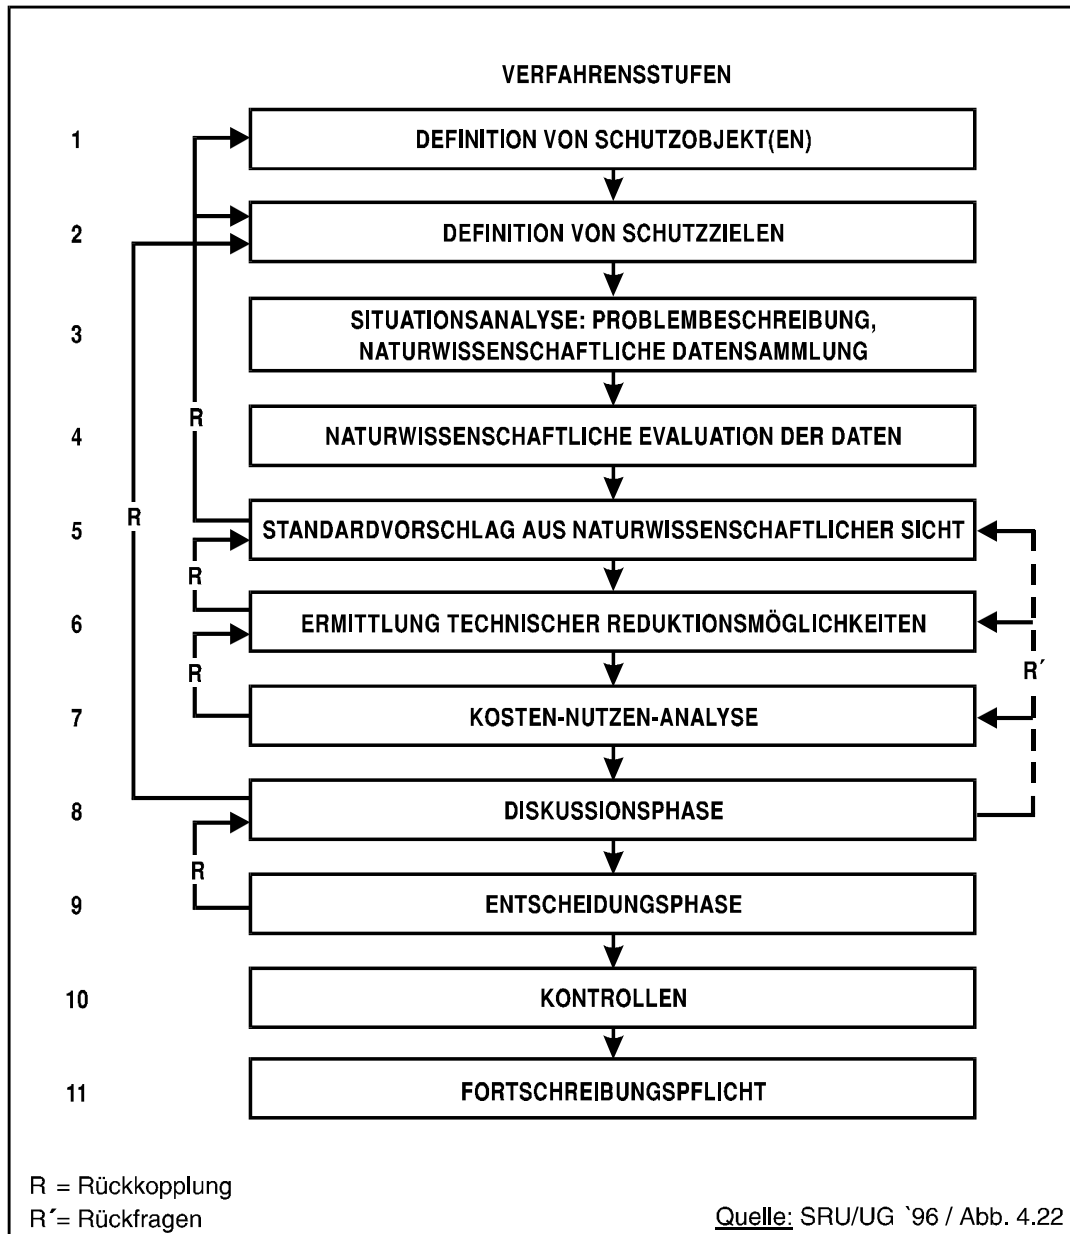 VERFAHRENSSTUFEN
1 DEFINITION VON SCHUTZOBJEKT(EN)
2 DEFINITION VON SCHUTZZIELEN
3 SITUATIONSANALYSE: PROBLEMBESCHREIBUNG,
NATURWISSENSCHAFTLICHE DATENSAMMLUNG
R
4 NATURWISSENSCHAFTLICHE EVALUATION DER DATEN
R
5 STANDARDVORSCHLAG AUS NATURWISSENSCHAFTLICHER SICHT
R
6 ERMITTLUNG TECHNISCHER REDUKTIONSMÖGLICHKEITEN
R
R´
7 KOSTEN-NUTZEN-ANALYSE
8 DISKUSSIONSPHASE
R
9 ENTSCHEIDUNGSPHASE
10 KONTROLLEN
11 FORTSCHREIBUNGSPFLICHT
R = Rückkopplung
R´= Rückfragen
Quelle: SRU/UG `96 / Abb. 4.22